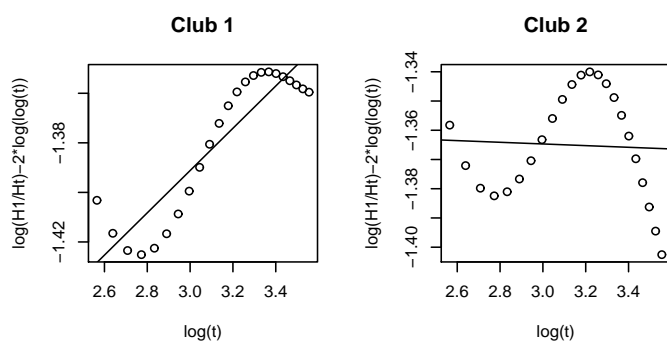 Club 1
log(H1/Ht)−2*log(log(t))
−1.38
−1.42
2.6 2.8 3.0 3.2 3.4
log(t)
Club 2
log(H1/Ht)−2*log(log(t))
−1.34
−1.36
−1.38
−1.40
2.6 2.8 3.0 3.2 3.4
log(t)